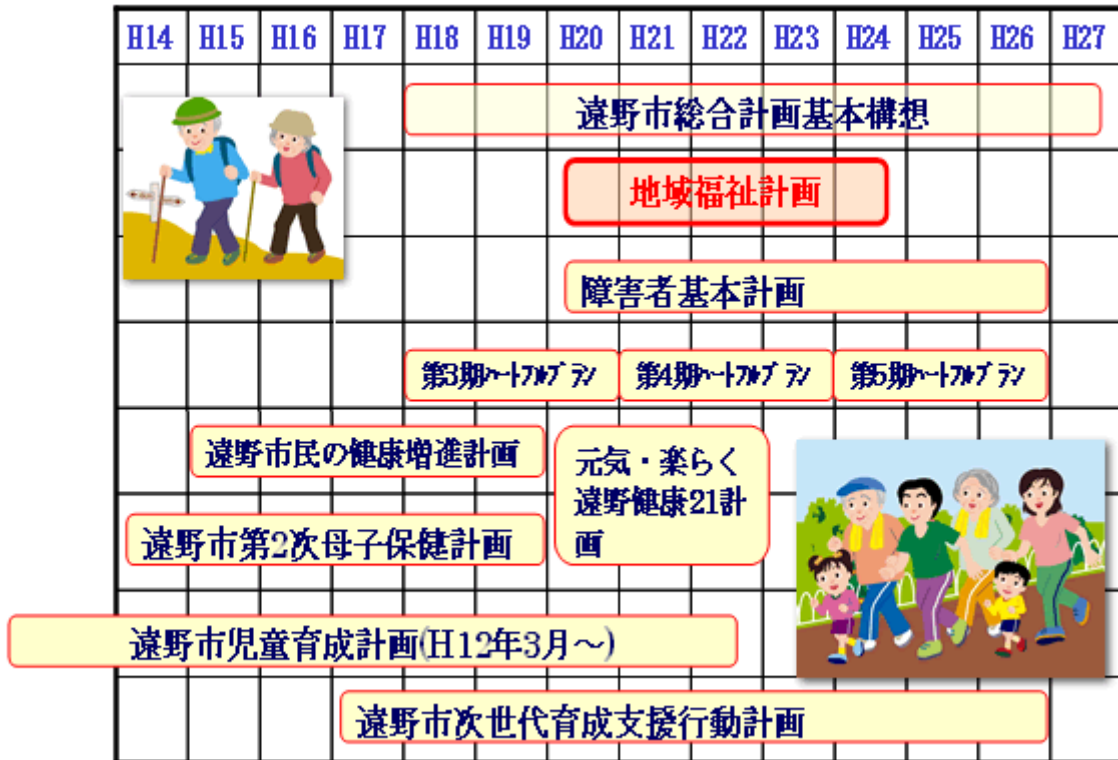 H14 H15 H16 H17 H18 H19 H20 H21 H22 H23 H24 H25 H26 H27
遠野市総合計画基本構想
地域福祉計画
障害者基本計画
第3期ハートフルプラン 第4期ハートフルプラン 第5期ハートフルプラン
遠野市民の健康増進計画
元気・楽らく
遠野健康21計
画
遠野市第2次母子保健計画
遠野市児童育成計画(H12年3月～)
遠野市次世代育成支援行動計画